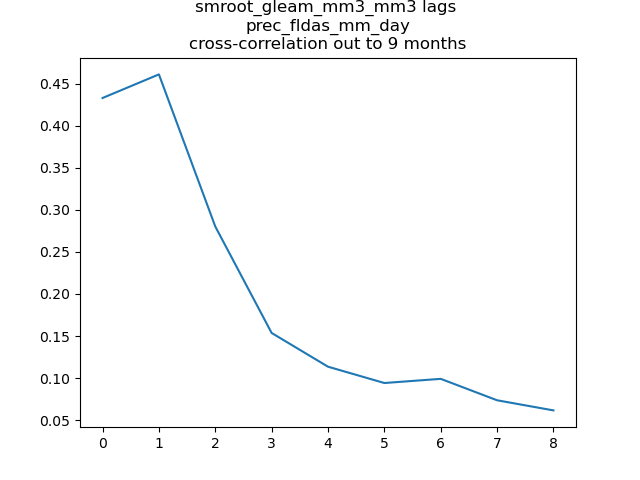 smroot_gleam_mm3_mm3 lags
prec_fldas_mm_day
cross-correlation out to 9 months
0.45
0.40
0.35
0.30
0.25
0.20
0.15
0.10
0.05
0 1 2 3 4 5 6 7 8